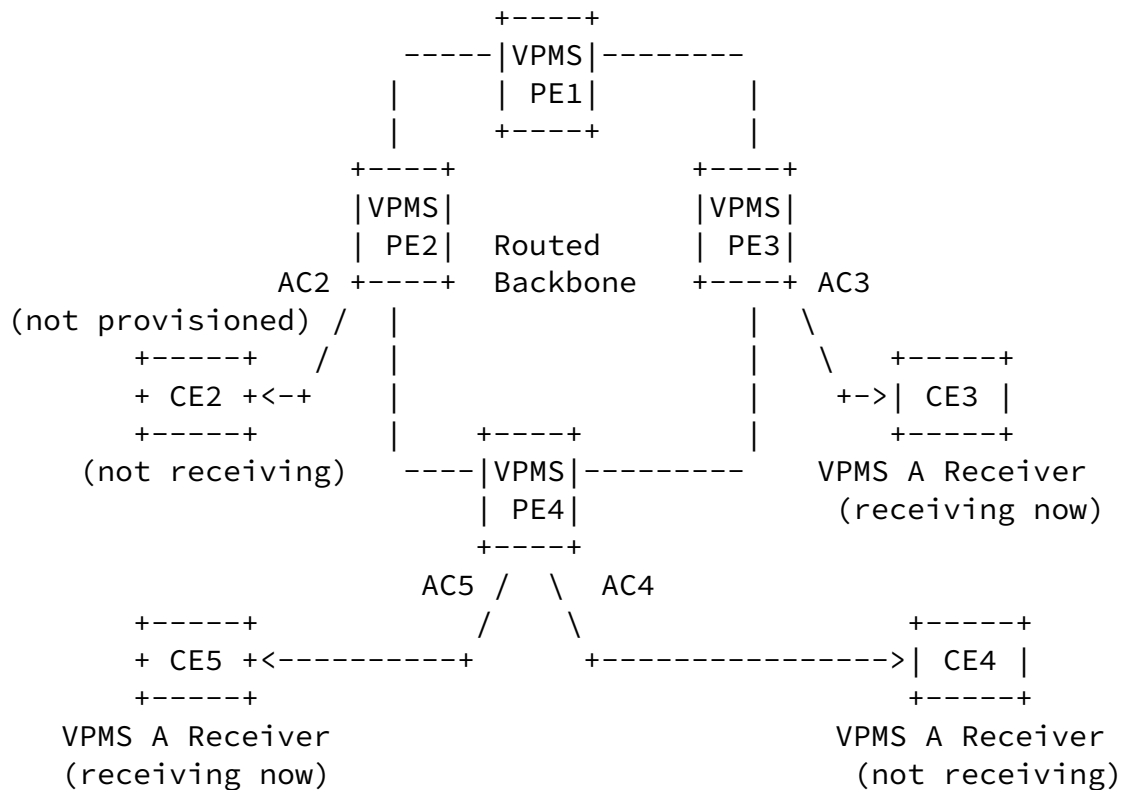 +----+
-----|VPMS|--------
|    | PE1|        |
|    +----+        |
+----+             +----+
|VPMS|             |VPMS|
| PE2|  Routed     | PE3|
AC2 +----+  Backbone   +----+ AC3
(not provisioned) /  |                    |  \
+-----+   /    |                    |   \    +-----+
+ CE2 +<-+     |                    |    +->| CE3 |
+-----+        |    +----+          |       +-----+
(not receiving)   ----|VPMS|---------    VPMS A Receiver
| PE4|               (receiving now)
+----+
AC5 /  \  AC4
+-----+             /    \                   +-----+
+ CE5 +<----------+      +---------------->| CE4 |
+-----+                                      +-----+
VPMS A Receiver                            VPMS A Receiver
(receiving now)                             (not receiving)